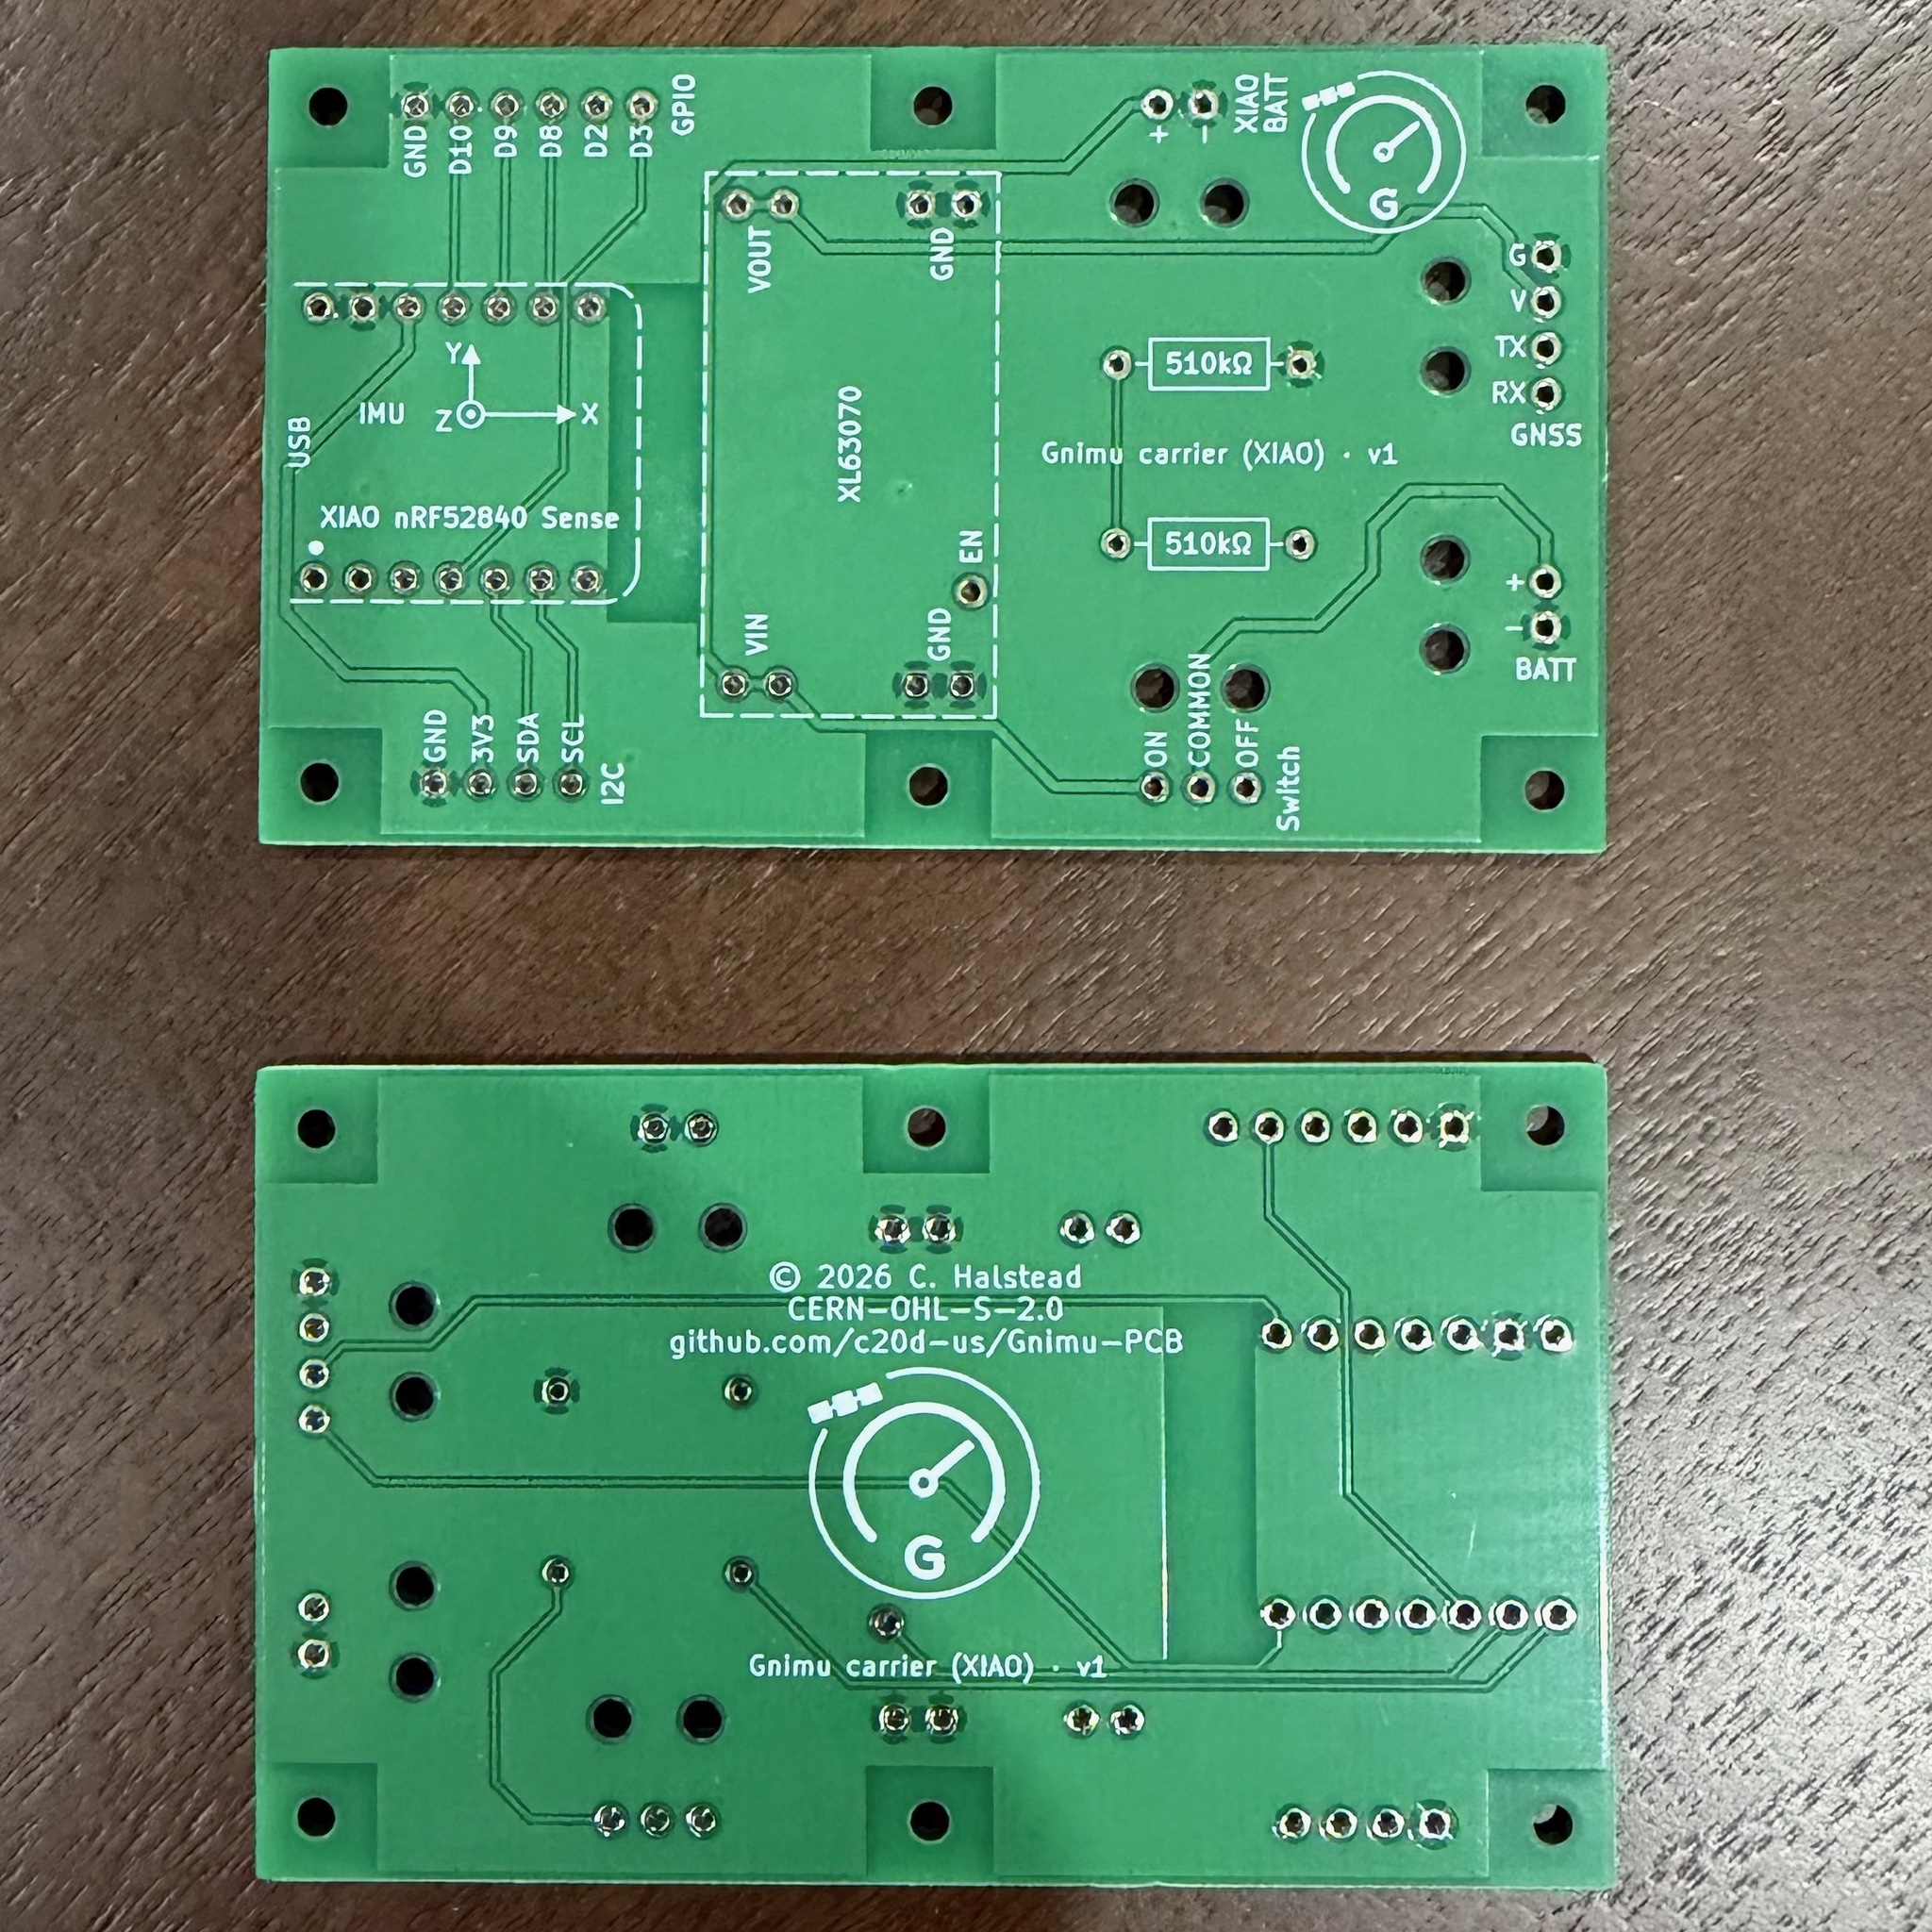 GND
D10
D9
D8
D2
D3
GPIO
+
-
XIAO
BATT
G
VOUT
GND
G
V
TX
RX
GNSS
Y
Z
X
IMU
USB
XIAO nRF52840 Sense
XL63070
510kΩ
Gnimu carrier (XIAO) · v1
510kΩ
EN
VIN
GND
+
-
BATT
GND
3V3
SDA
SCL
I2C
ON
COMMON
OFF
Switch
© 2026 C. Halstead
CERN-OHL-S-2.0
github.com/c20d-us/Gnimu-PCB
G
Gnimu carrier (XIAO) · v1